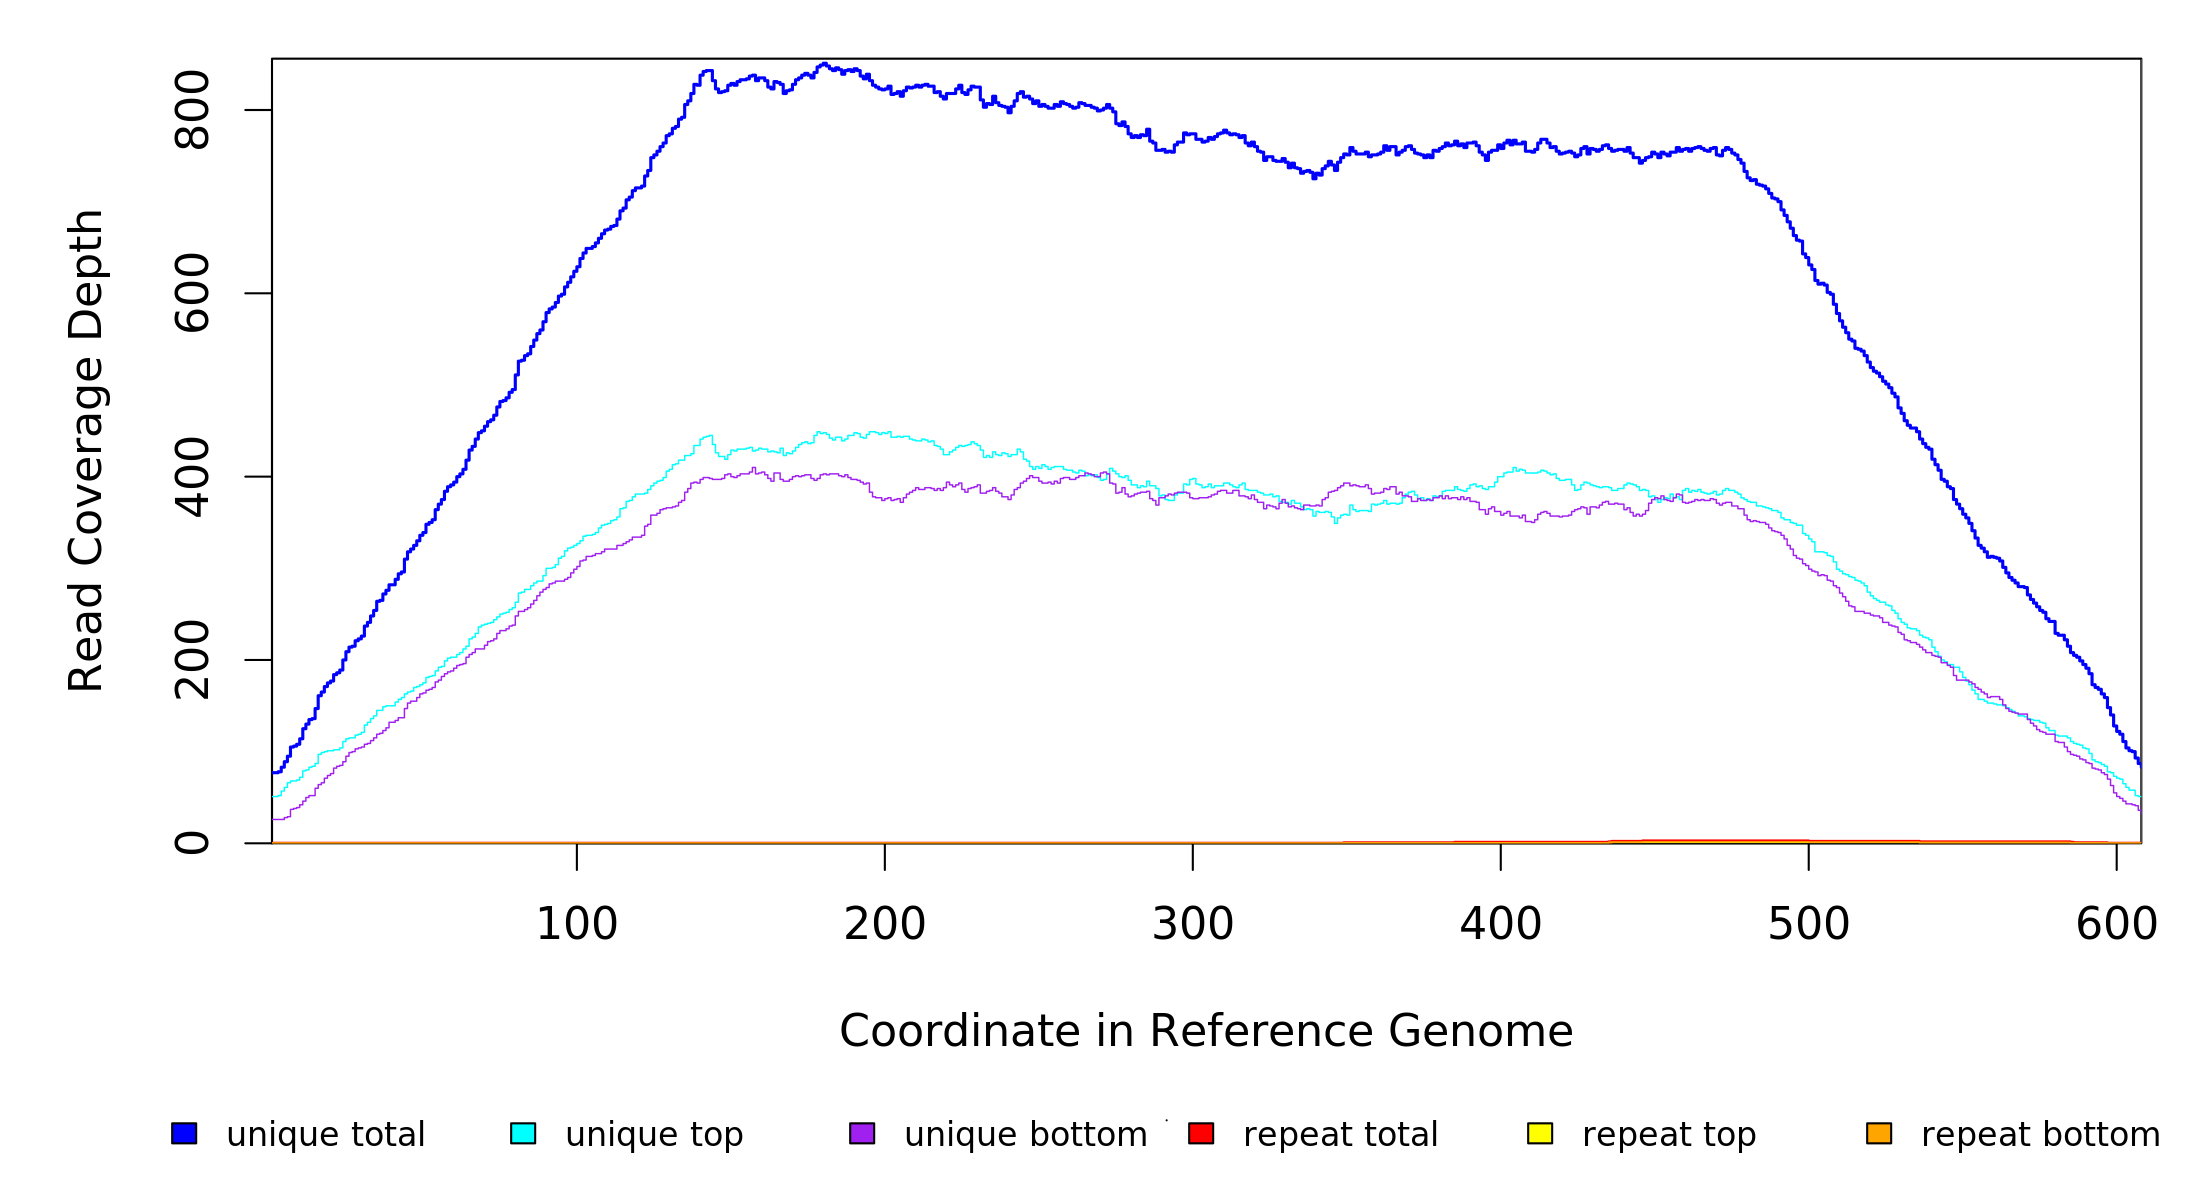 Read Coverage Depth
800
600
400
200
0
100 200 300 400 500 600
Coordinate in Reference Genome
unique total unique top unique bottom repeat total repeat top repeat bottom